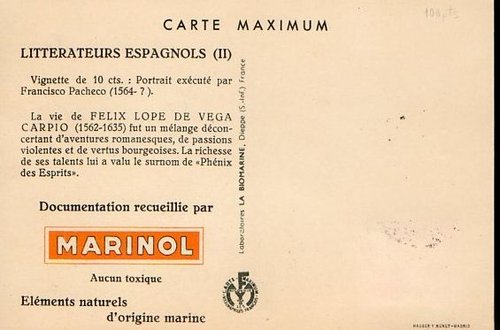 CARTE MAXIMUM
LITTERATEURS ESPAGNOLS (II)
Vignette de 10 cts. : Portrait exécuté par
Francisco Pacheco (1564- ? ).
La vie de FELIX LOPE DE VEGA
CARPIO (1562-1635) fut un mélange décon-
certant d'aventures romanesques, de passions
violentes et de vertus bourgeoises. La richesse
de ses talents lui a valu le surnom de «Phénix
des Esprits».
Documentation recueillie par
MARINOL
Aucun toxique
Eléments naturels
d'origine marine
Laboratoires LA BIOMARINE, Dieppe (S.-Inf.) France
HAUSER Y MENET.-MADRID